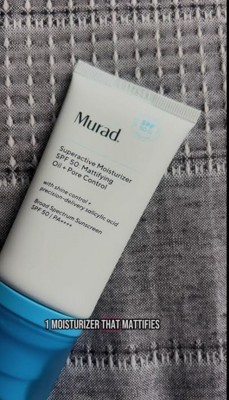 Murad.
SPF
Superactive Moisturizer
SPF 50: Mattifying
Oil + Pore Control
with shine control +
precision-delivery salicylic acid
Broad Spectrum Sunscreen
SPF 50 | PA++++
1 MOISTURIZER THAT MATTIFIES